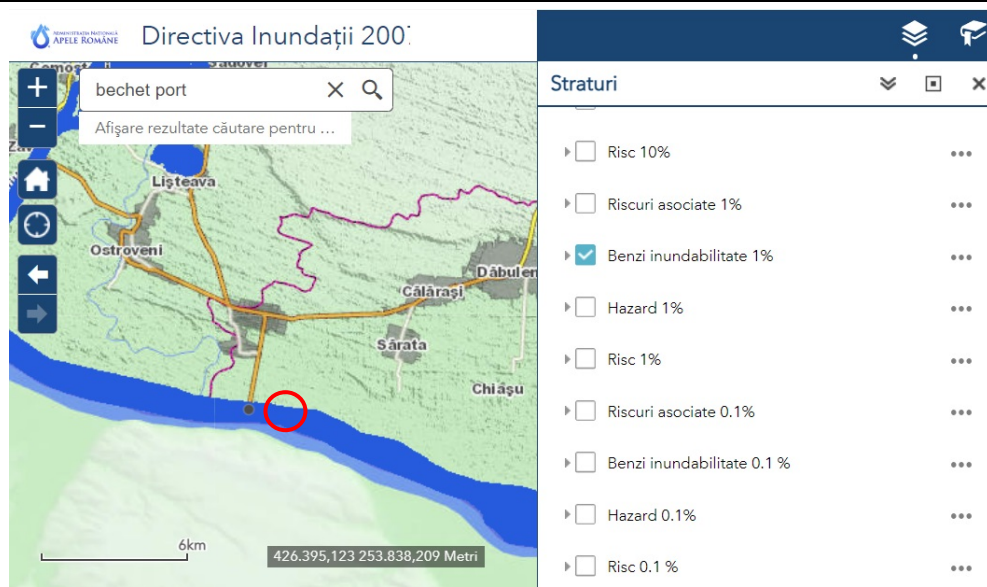 ADMINISTRAȚIA NAȚIONALĂ
APELE ROMÂNE
Directiva Inundații 2007
Straturi
bechet port
Afișare rezultate căutare pentru ...
Sadovei
Lișteava
Ostroveni
Dăbulen
Călărași
Sărata
Chiașu
6km
426.395,123 253.838,209 Metri
Risc 10%
Riscuri asociate 1%
Benzi inundabilitate 1%
Hazard 1%
Risc 1%
Riscuri asociate 0.1%
Benzi inundabilitate 0.1 %
Hazard 0.1%
Risc 0.1 %